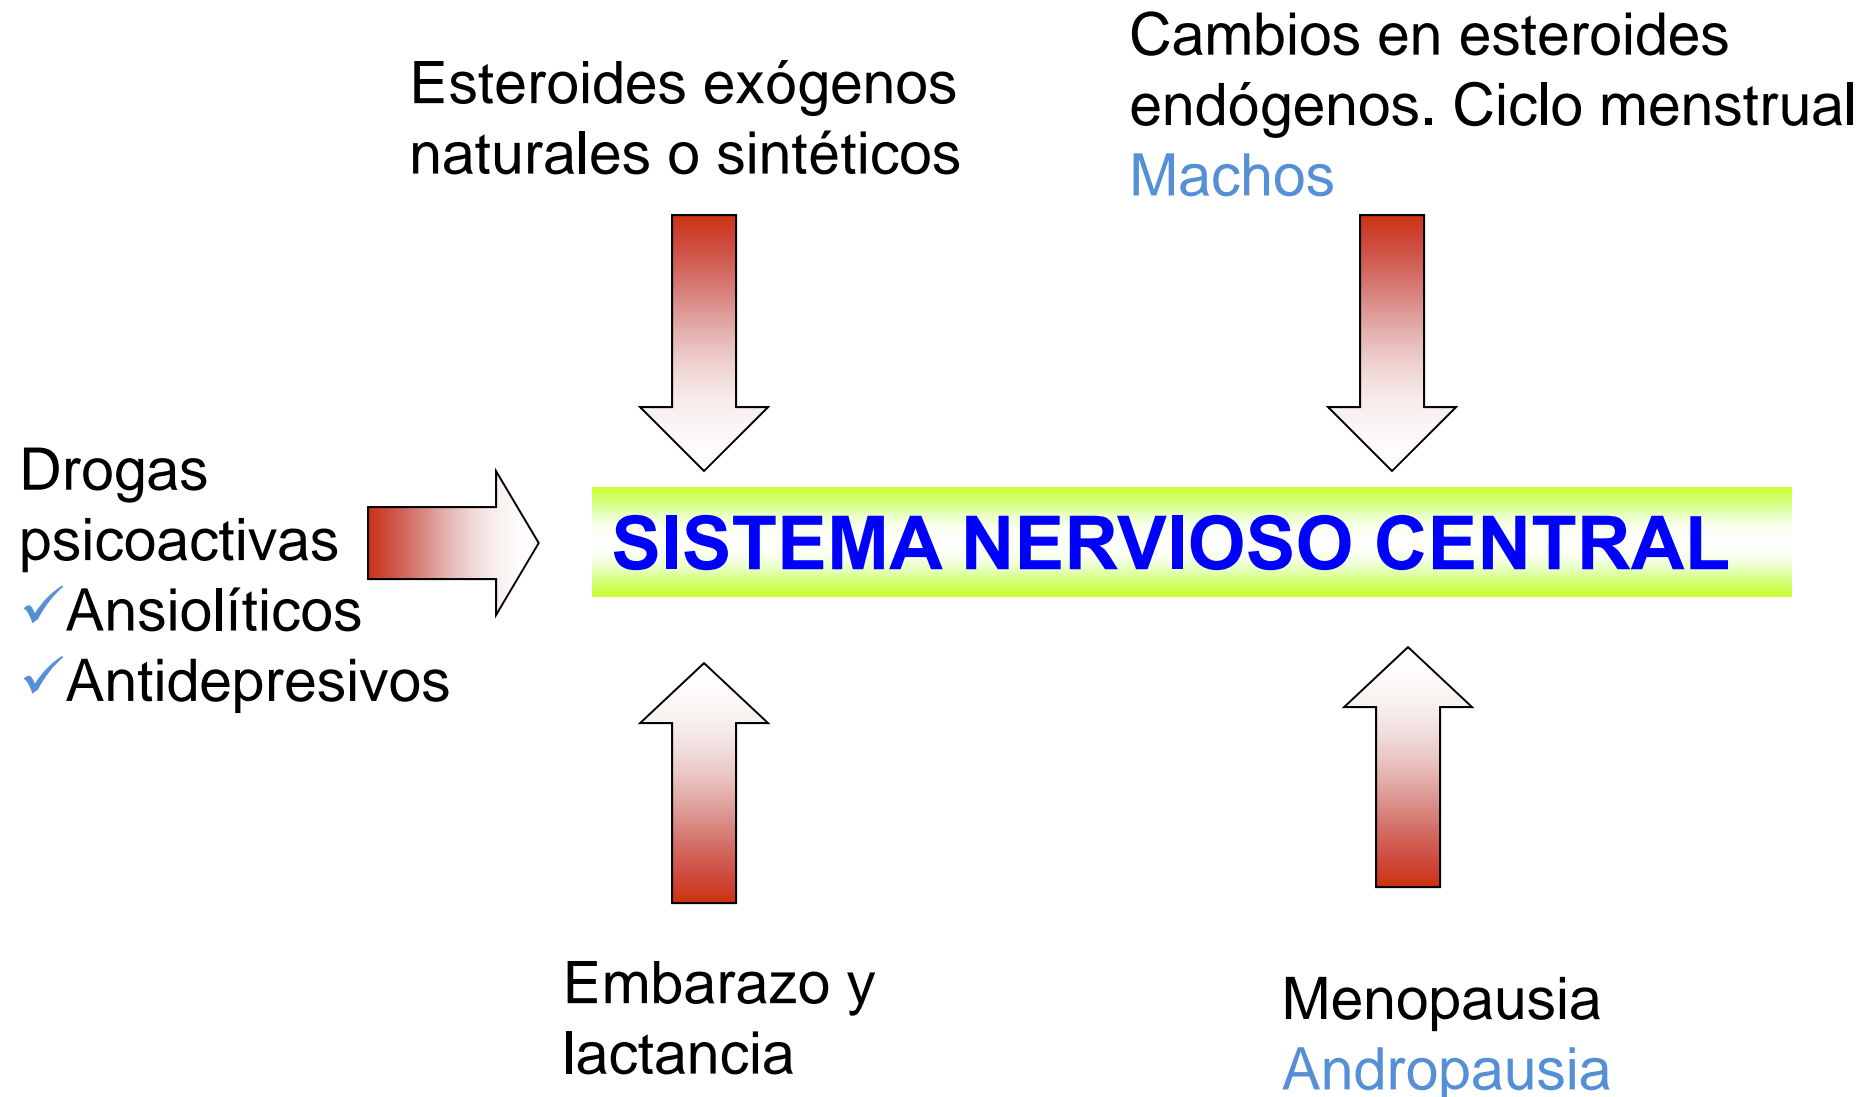 Esteroides exógenos
naturales o sintéticos
Cambios en esteroides
endógenos. Ciclo menstrual
Machos
Drogas
psicoactivas
✓Ansiolíticos
✓Antidepresivos
SISTEMA NERVIOSO CENTRAL
Embarazo y
lactancia
Menopausia
Andropausia